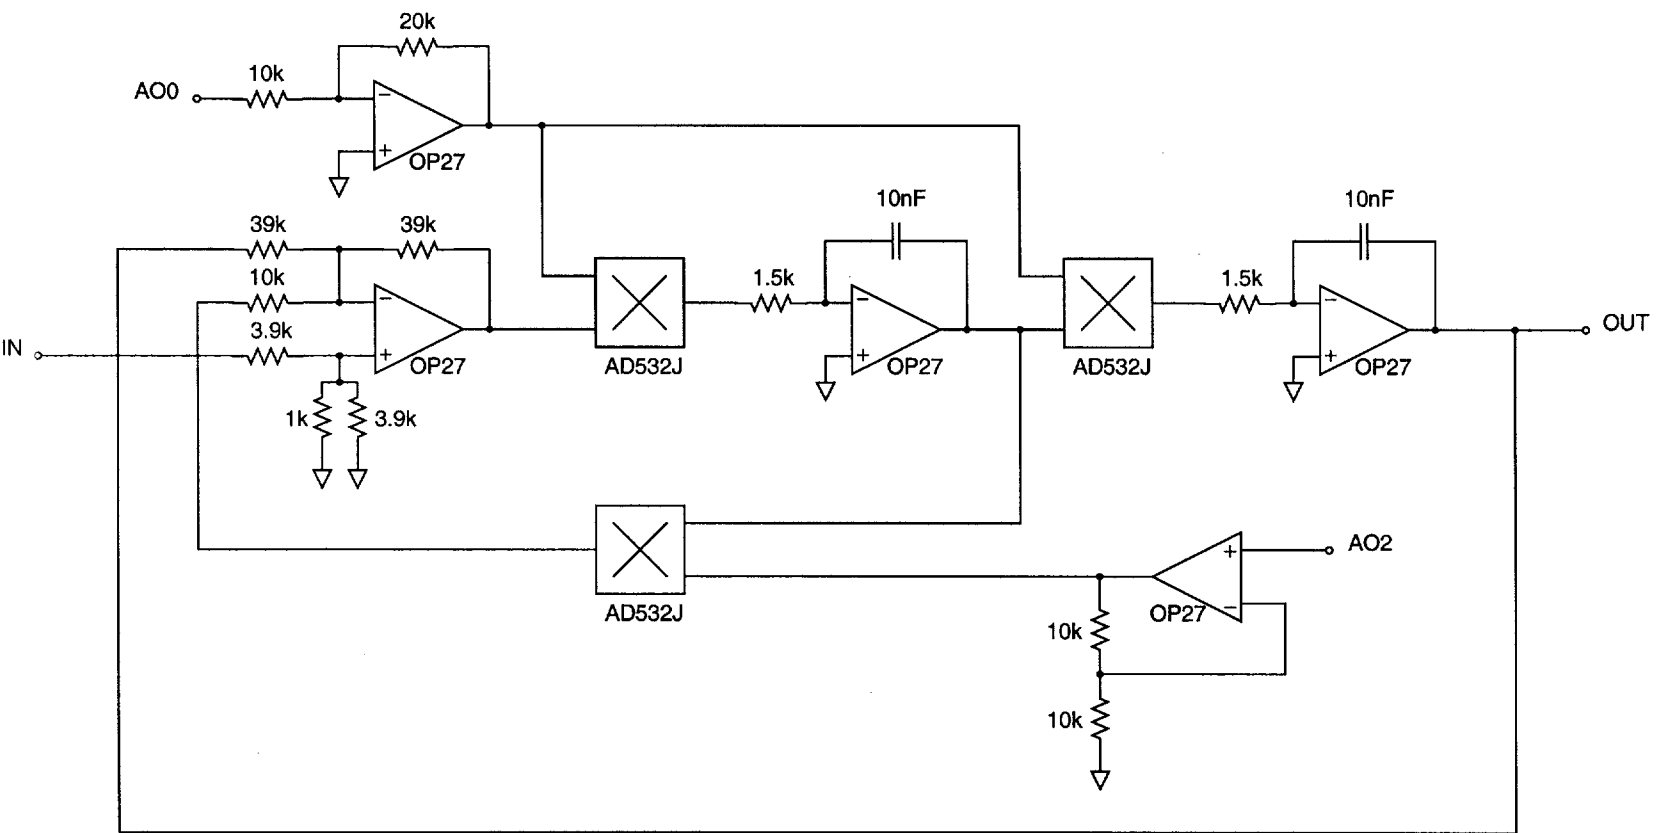 20k
10k
AO0
OP27
10nF
10nF
39k
39k
10k
1.5k
1.5k
3.9k
IN
OUT
OP27
AD532J
OP27
AD532J
OP27
1k
3.9k
AO2
AD532J
OP27
10k
10k